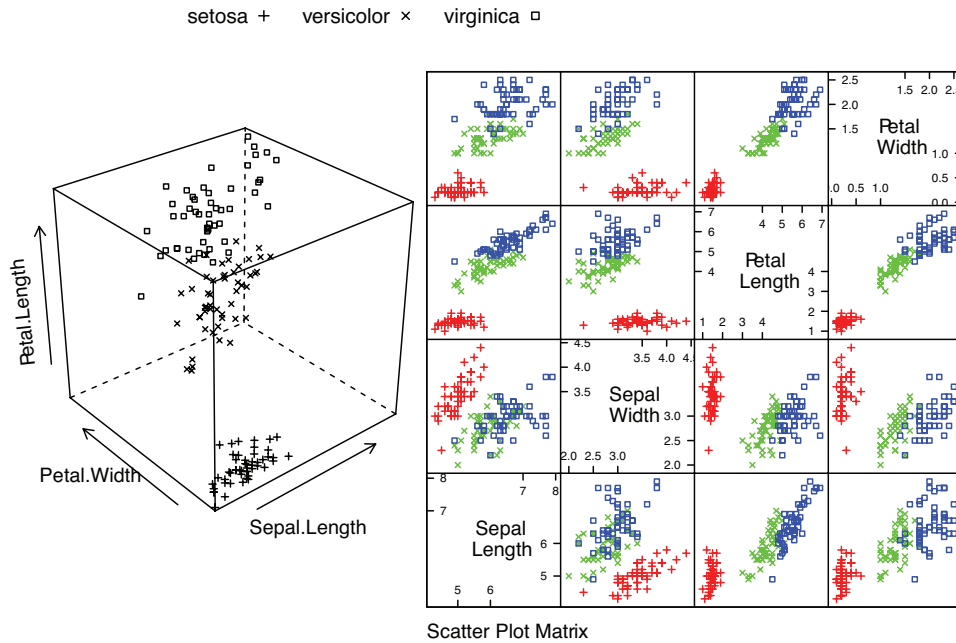 setosa + versicolor × virginica □
Petal.Length
Petal.Width
Sepal.Length
1.5 2.0 2.5
2.5
2.0
1.5
Petal
Width
1.0
0.5
0.0
0.0 0.5 1.0
7
6
5
4
4 5 6 7
Petal
Length
4
3
2
1
1 2 3 4
4.5
4.0
3.5
3.5 4.0 4.5
Sepal
Width
3.0
2.5
2.0
2.0 2.5 3.0
8
7
7 8
Sepal
Length
6
5
5 6
Scatter Plot Matrix